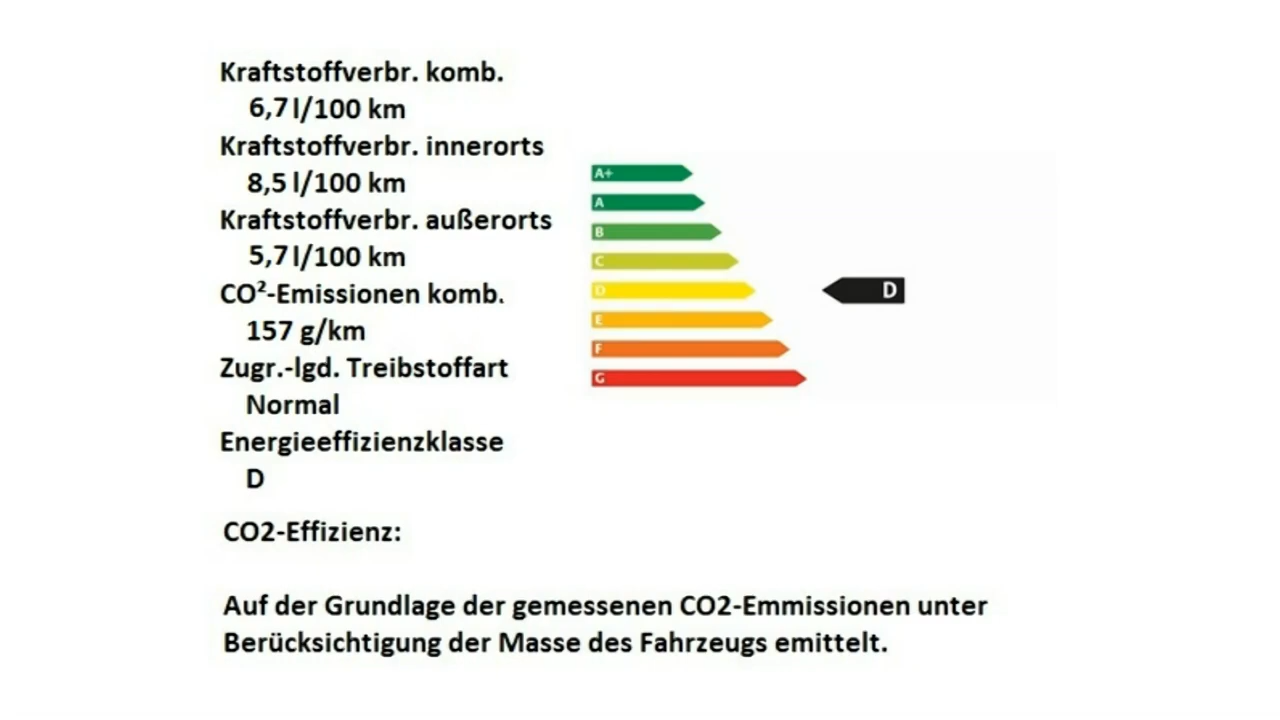 Kraftstoffverbr. komb.
6,7 l/100 km
Kraftstoffverbr. innerorts
8,5 l/100 km
Kraftstoffverbr. außerorts
5,7 l/100 km
CO²-Emissionen komb.
157 g/km
Zugr.-lgd. Treibstoffart
Normal
Energieeffizienzklasse
D
A+
A
B
C
D
D
E
F
G
CO2-Effizienz:
Auf der Grundlage der gemessenen CO2-Emmissionen unter
Berücksichtigung der Masse des Fahrzeugs emittelt.